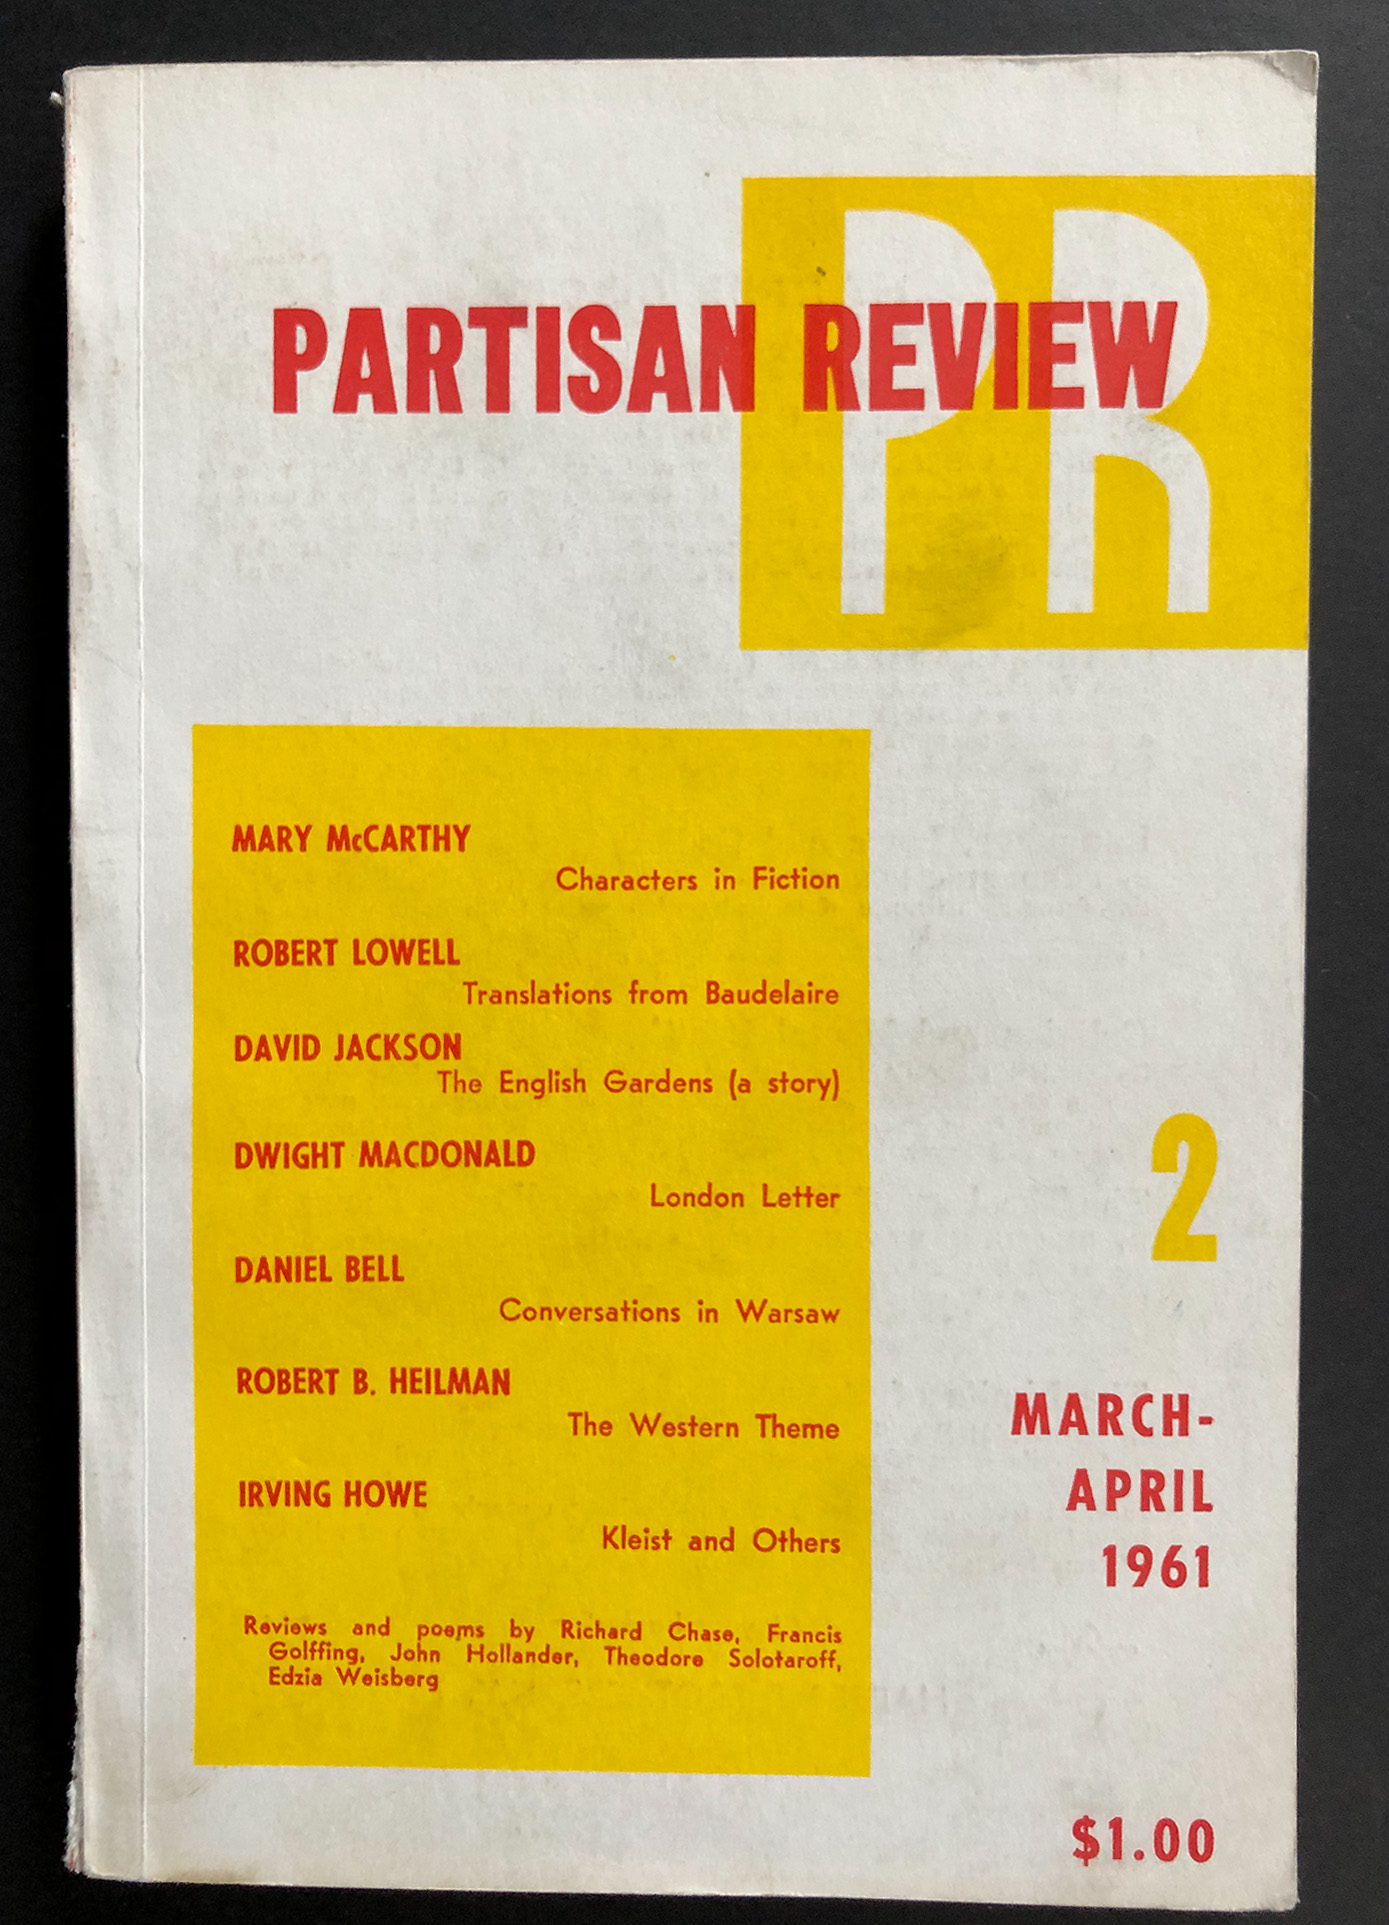 PR
PARTISAN REVIEW
MARY McCARTHY
Characters in Fiction
ROBERT LOWELL
Translations from Baudelaire
DAVID JACKSON
The English Gardens (a story)
DWIGHT MACDONALD
London Letter
DANIEL BELL
Conversations in Warsaw
ROBERT B. HEILMAN
The Western Theme
IRVING HOWE
Kleist and Others
Reviews and poems by Richard Chase, Francis
Golffing, John Hollander, Theodore Solotaroff,
Edzia Weisberg
2
MARCH-
APRIL
1961
$1.00